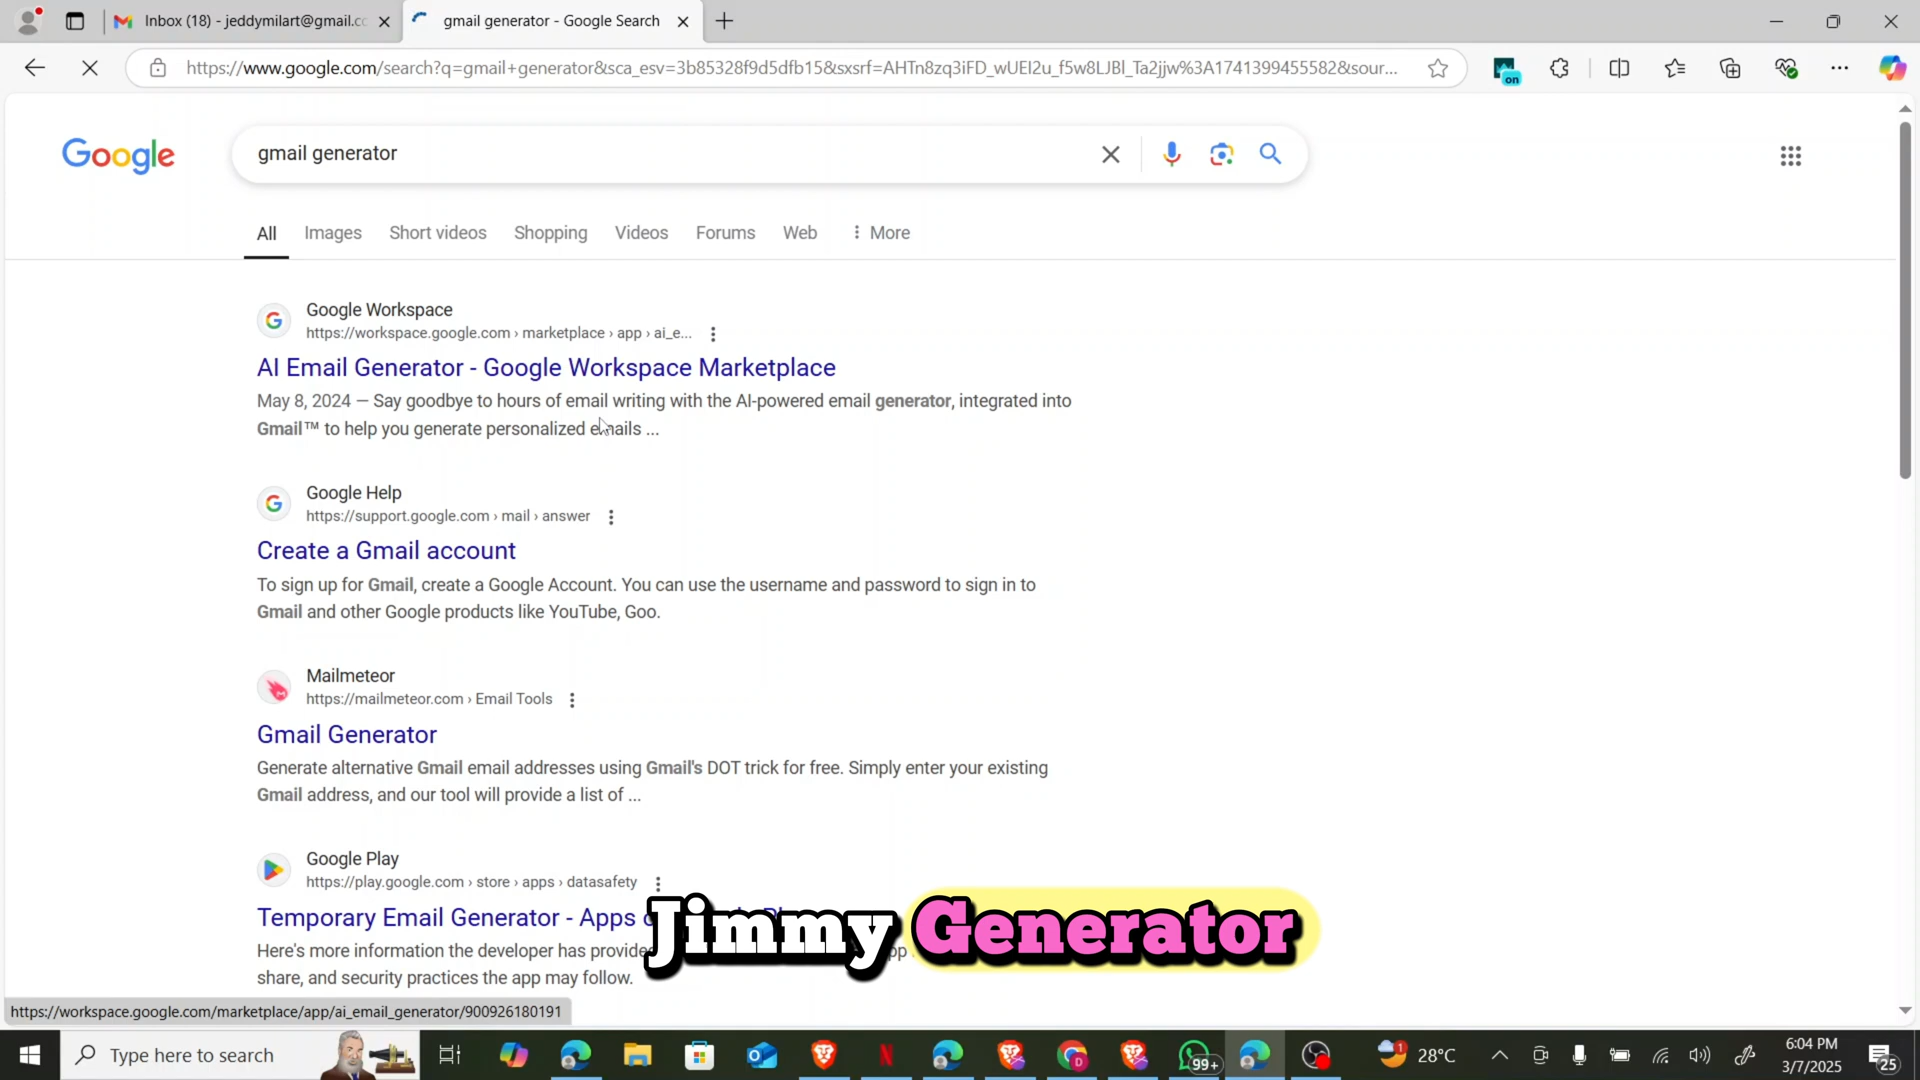 Inbox (18) - jeddymilart@gmail.cc
gmail generator - Google Search
https://www.google.com/search?q=gmail+generator&sca_esv=3b85328f9d5dfb15&sxsrf=AHTn8zq3iFD_wUEI2u_f5w8LJBl_Ta2jjw%3A1741399455582&sour...
on
Google
gmail generator
All Images Short videos Shopping Videos Forums Web More
Google Workspace
https://workspace.google.com › marketplace › app › ai_e...
AI Email Generator - Google Workspace Marketplace
May 8, 2024 — Say goodbye to hours of email writing with the AI-powered email generator, integrated into
Gmail™ to help you generate personalized emails ...
Google Help
https://support.google.com › mail › answer
Create a Gmail account
To sign up for Gmail, create a Google Account. You can use the username and password to sign in to
Gmail and other Google products like YouTube, Goo.
Mailmeteor
https://mailmeteor.com › Email Tools
Gmail Generator
Generate alternative Gmail email addresses using Gmail's DOT trick for free. Simply enter your existing
Gmail address, and our tool will provide a list of ...
Google Play
https://play.google.com › store › apps › datasafety
Temporary Email Generator - Apps
Jimmy Generator
Here's more information the developer has provided
share, and security practices the app may follow.
https://workspace.google.com/marketplace/app/ai_email_generator/900926180191
Type here to search
99+
1
28°C
6:04 PM
3/7/2025
25